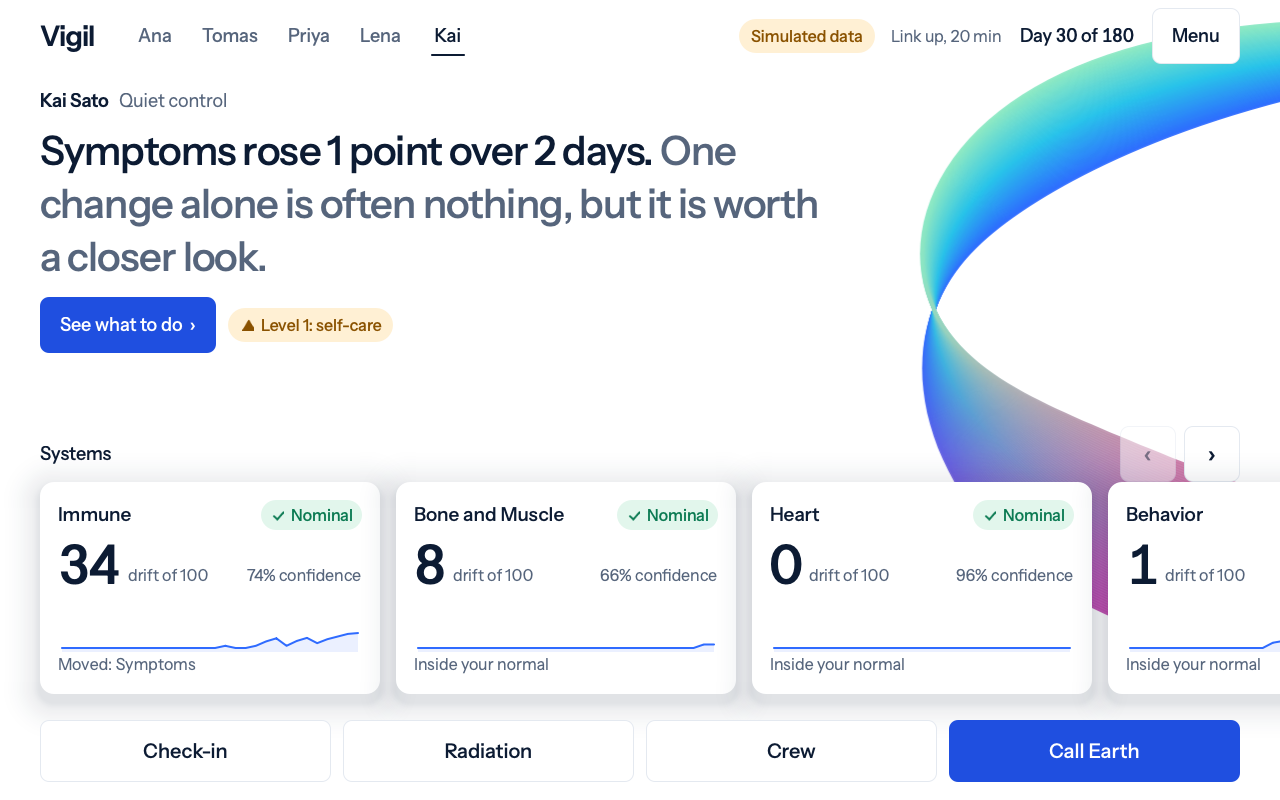 Vigil Ana Tomas Priya Lena Kai Simulated data Link up, 20 min Day 30 of 180 Menu
Kai Sato Quiet control
Symptoms rose 1 point over 2 days. One
change alone is often nothing, but it is worth
a closer look.
See what to do › Level 1: self-care
Systems ‹ ›
Immune Nominal
34 drift of 100 74% confidence
Moved: Symptoms
Bone and Muscle Nominal
8 drift of 100 66% confidence
Inside your normal
Heart Nominal
0 drift of 100 96% confidence
Inside your normal
Behavior
1 drift of 100
Inside your normal
Check-in Radiation Crew Call Earth